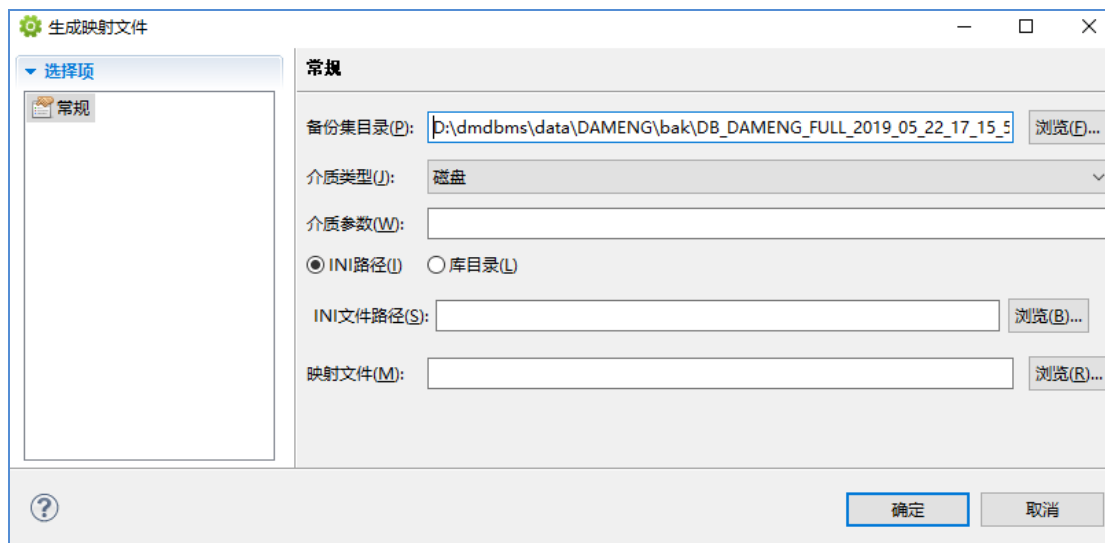 生成映射文件
选择项
常规
常规
备份集目录(P): D:\dmdbms\data\DAMENG\bak\DB_DAMENG_FULL_2019_05_22_17_15_5 浏览(F)...
介质类型(J): 磁盘
介质参数(W):
INI路径(I) 库目录(L)
INI文件路径(S): 浏览(B)...
映射文件(M): 浏览(R)...
确定 取消